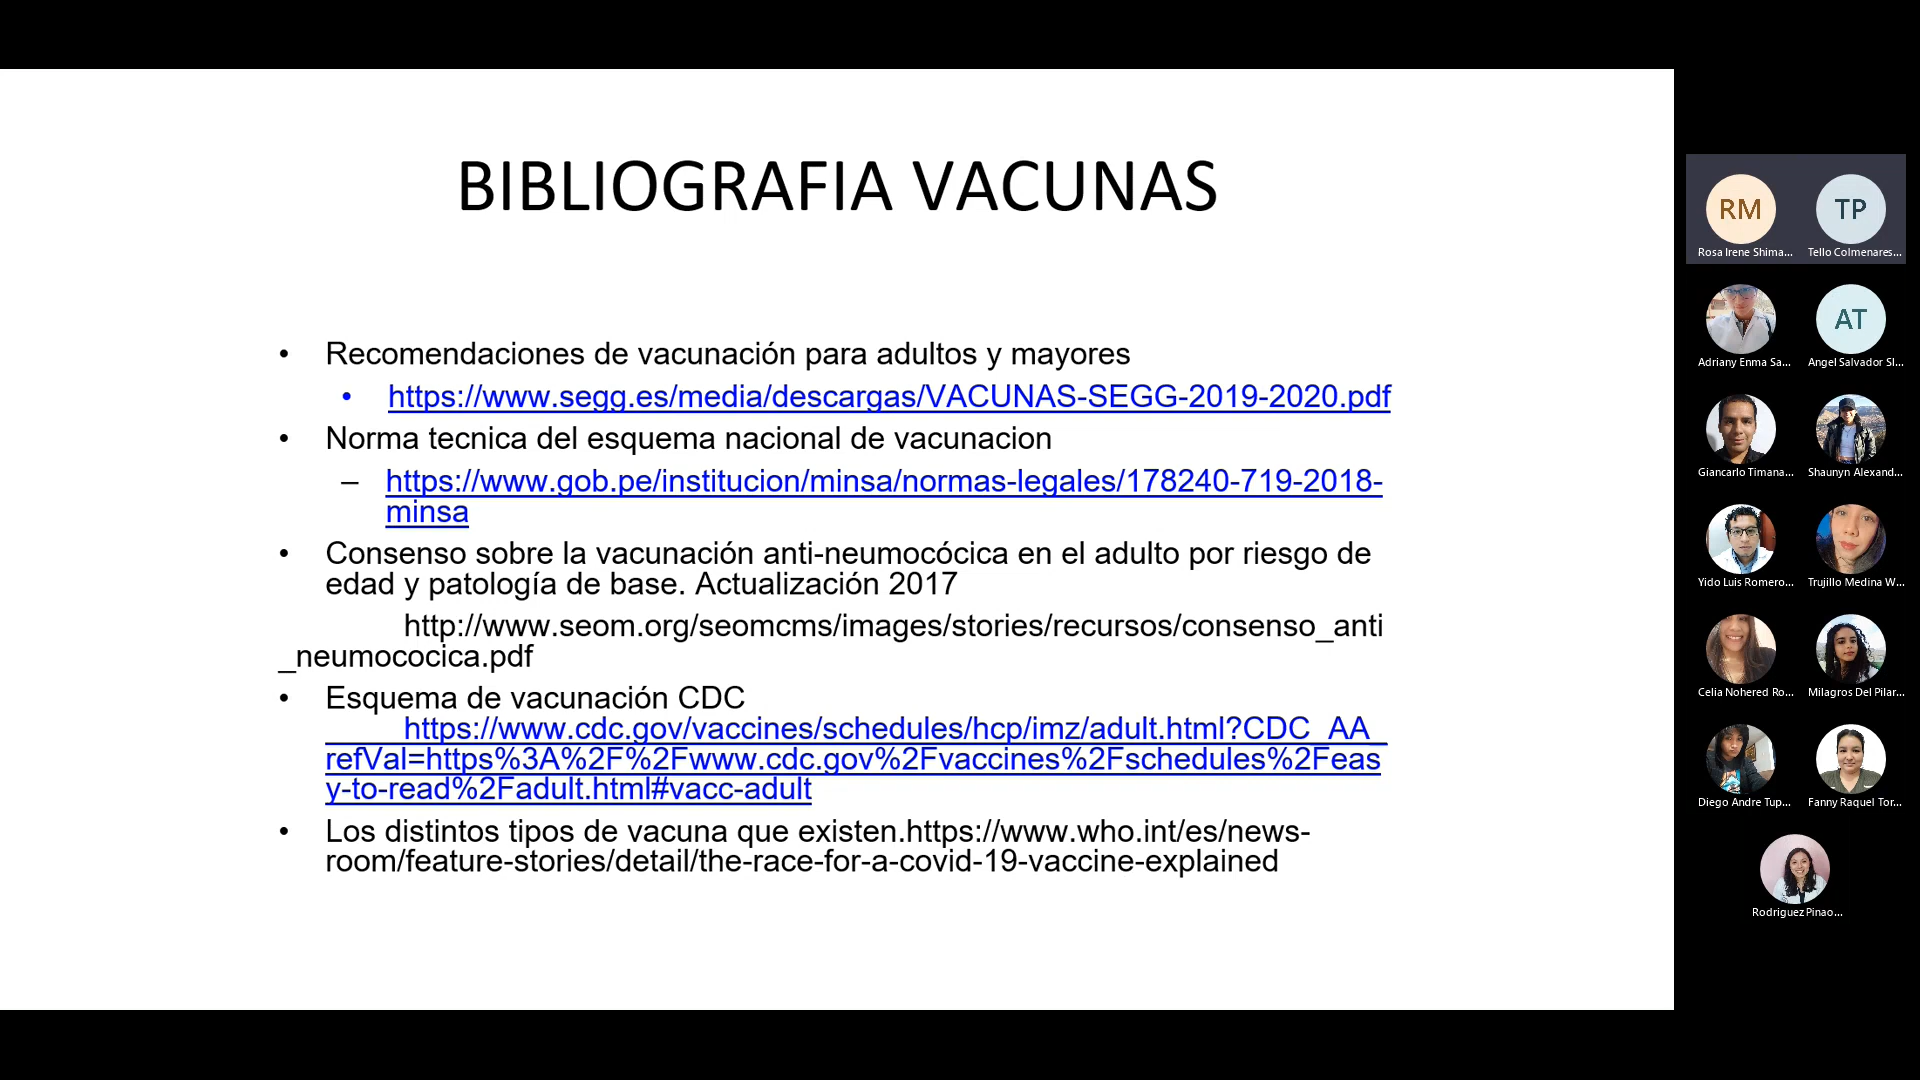 BIBLIOGRAFIA VACUNAS
• Recomendaciones de vacunación para adultos y mayores
• https://www.segg.es/media/descargas/VACUNAS-SEGG-2019-2020.pdf
• Norma tecnica del esquema nacional de vacunacion
– https://www.gob.pe/institucion/minsa/normas-legales/178240-719-2018-
minsa
• Consenso sobre la vacunación anti-neumocócica en el adulto por riesgo de
edad y patología de base. Actualización 2017
http://www.seom.org/seomcms/images/stories/recursos/consenso_anti
_neumococica.pdf
• Esquema de vacunación CDC
https://www.cdc.gov/vaccines/schedules/hcp/imz/adult.html?CDC_AA_
refVal=https%3A%2F%2Fwww.cdc.gov%2Fvaccines%2Fschedules%2Feas
y-to-read%2Fadult.html#vacc-adult
• Los distintos tipos de vacuna que existen.https://www.who.int/es/news-
room/feature-stories/detail/the-race-for-a-covid-19-vaccine-explained
RM
TP
Rosa Irene Shima...
Tello Colmenares...
AT
Adriany Enma Sa...
Angel Salvador Sl...
Giancarlo Timana...
Shaunyn Alexand...
Yido Luis Romero...
Trujillo Medina W...
Celia Nohered Ro...
Milagros Del Pilar...
Diego Andre Tup...
Fanny Raquel Tor...
Rodriguez Pinao...